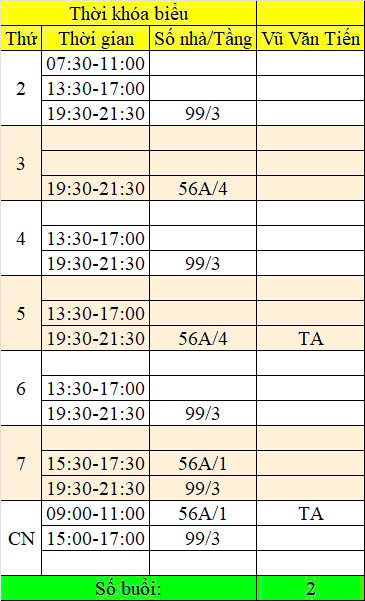 Thời khóa biểu
Thứ Thời gian Số nhà/Tầng Vũ Văn Tiến
2
07:30-11:00
13:30-17:00
19:30-21:30 99/3
3
19:30-21:30 56A/4
4
13:30-17:00
19:30-21:30 99/3
5
13:30-17:00
19:30-21:30 56A/4 TA
6
13:30-17:00
19:30-21:30 99/3
7
15:30-17:30 56A/1
19:30-21:30 99/3
CN
09:00-11:00 56A/1 TA
15:00-17:00 99/3
Số buổi: 2